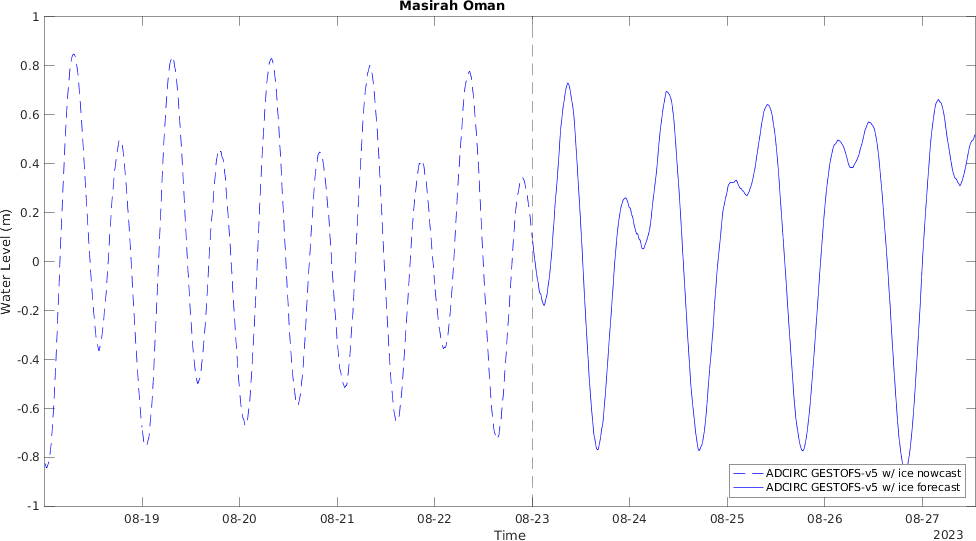 Masirah Oman
1
0.8
0.6
0.4
0.2
0
-0.2
-0.4
-0.6
-0.8
-1
Water Level (m)
ADCIRC GESTOFS-v5 w/ ice nowcast
ADCIRC GESTOFS-v5 w/ ice forecast
08-19 08-20 08-21 08-22 08-23 08-24 08-25 08-26 08-27
Time
2023